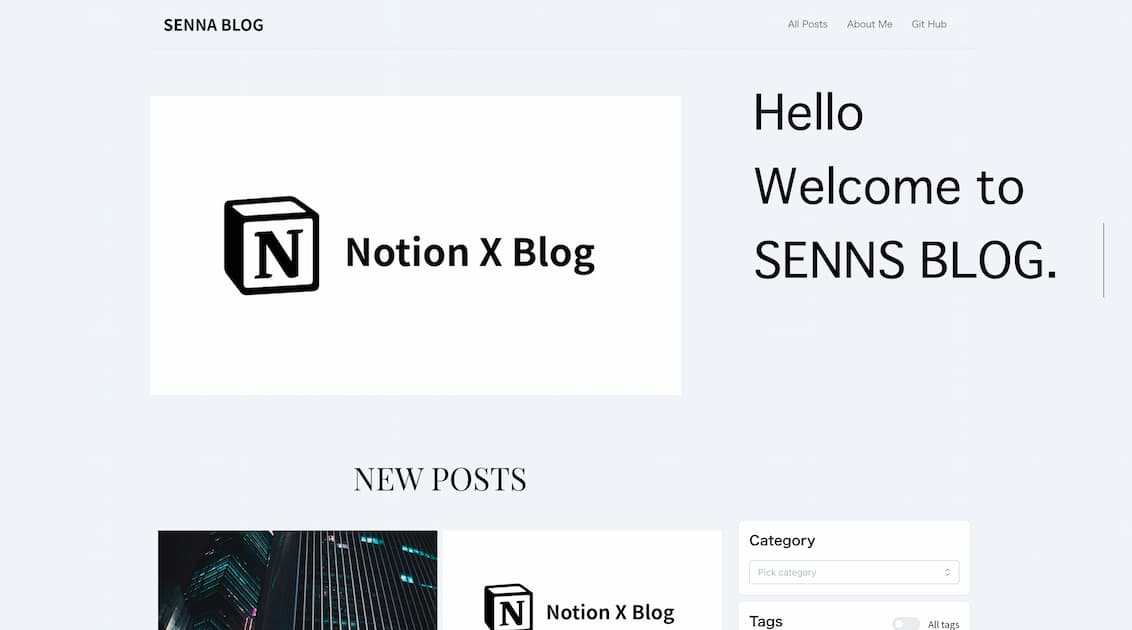 SENNA BLOG
All Posts About Me Git Hub
N Notion X Blog
Hello
Welcome to
SENNS BLOG.
NEW POSTS
N Notion X Blog
Category
Pick category
Tags
All tags